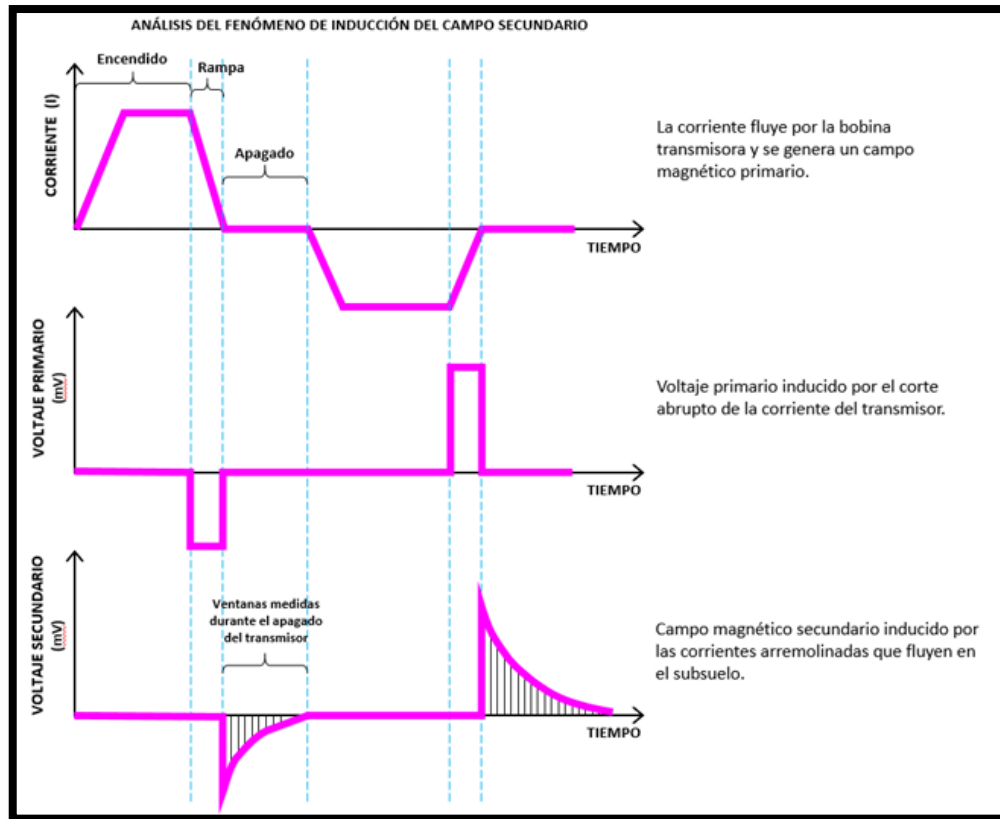 ANÁLISIS DEL FENÓMENO DE INDUCCIÓN DEL CAMPO SECUNDARIO
Encendido
Rampa
Apagado
CORRIENTE (I)
TIEMPO
La corriente fluye por la bobina
transmisora y se genera un campo
magnético primario.
VOLTAJE PRIMARIO
(mV)
TIEMPO
Voltaje primario inducido por el corte
abrupto de la corriente del transmisor.
VOLTAJE SECUNDARIO
(mV)
Ventanas medidas
durante el apagado
del transmisor
TIEMPO
Campo magnético secundario inducido por
las corrientes arremolinadas que fluyen en
el subsuelo.